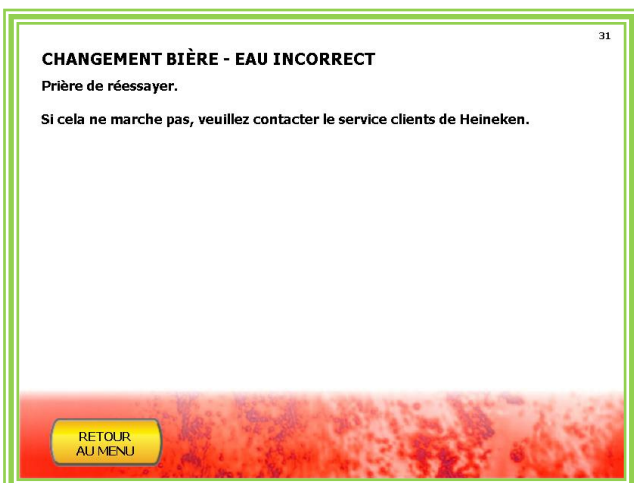 31
CHANGEMENT BIÈRE - EAU INCORRECT
Prière de réessayer.
Si cela ne marche pas, veuillez contacter le service clients de Heineken.
RETOUR
AU MENU